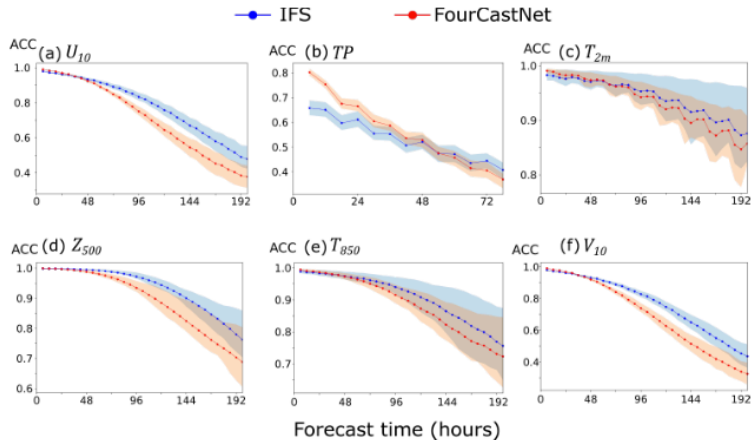 IFS FourCastNet
ACC (a) U10
1.0
0.8
0.6
0.4
0 48 96 144 192
ACC (b) TP
0.8
0.7
0.6
0.5
0.4
0 24 48 72
ACC (c) T2m
1.0
0.9
0.8
0 48 96 144 192
ACC (d) Z500
1.0
0.9
0.8
0.7
0.6
0 48 96 144 192
ACC (e) T850
1.0
0.9
0.8
0.7
0 48 96 144 192
ACC (f) V10
1.0
0.8
0.6
0.4
0 48 96 144 192
Forecast time (hours)